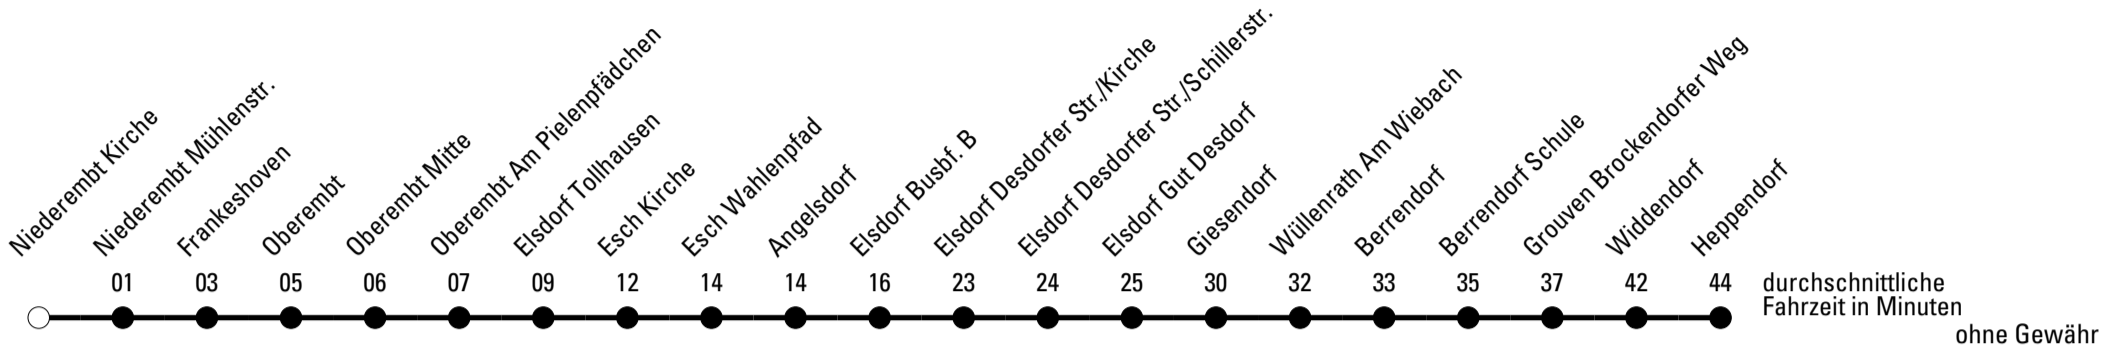 Niederembt Kirche
Niederembt Mühlenstr.
Frankeshoven
Oberembt
Oberembt Mitte
Oberembt Am Pielenpfädchen
Elsdorf Tollhausen
Esch Kirche
Esch Wahlenpfad
Angelsdorf
Elsdorf Busbf. B
Elsdorf Desdorfer Str./Kirche
Elsdorf Desdorfer Str./Schillerstr.
Elsdorf Gut Desdorf
Giesendorf
Wüllenrath Am Wiebach
Berrendorf
Berrendorf Schule
Grouven Brockendorfer Weg
Widdendorf
Heppendorf
01 03 05 06 07 09 12 14 14 16 23 24 25 30 32 33 35 37 42 44
durchschnittliche
Fahrzeit in Minuten
ohne Gewähr